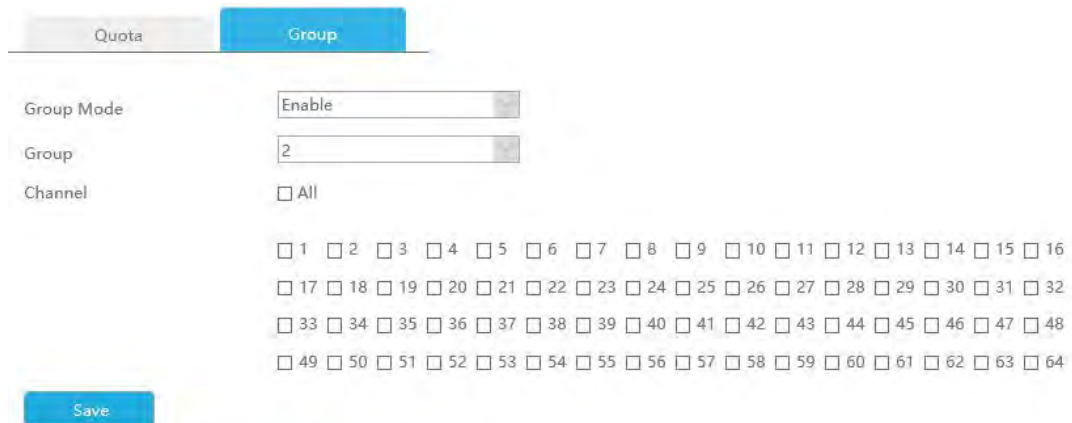 Quota Group
Group Mode Enable
Group 2
Channel All
1 2 3 4 5 6 7 8 9 10 11 12 13 14 15 16
17 18 19 20 21 22 23 24 25 26 27 28 29 30 31 32
33 34 35 36 37 38 39 40 41 42 43 44 45 46 47 48
49 50 51 52 53 54 55 56 57 58 59 60 61 62 63 64
Save